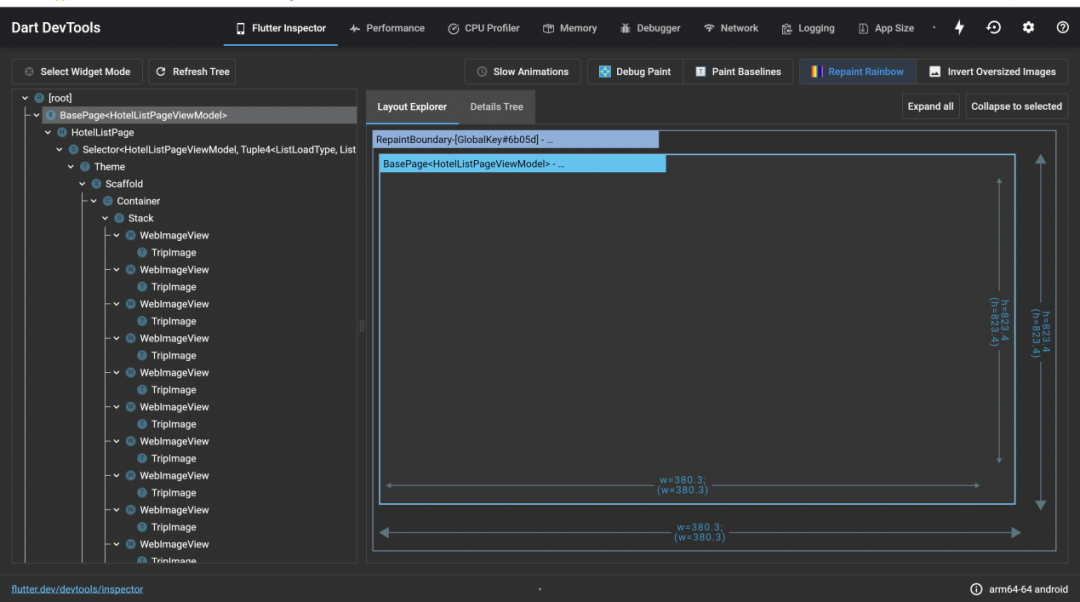 Dart DevTools
Flutter Inspector
Performance
CPU Profiler
Memory
Debugger
Network
Logging
App Size
Select Widget Mode
Refresh Tree
Slow Animations
Debug Paint
Paint Baselines
Repaint Rainbow
Invert Oversized Images
[root]
BasePage<HotelListPageViewModel>
HotelListPage
Selector<HotelListPageViewModel, Tuple4<ListLoadType, List
Theme
Scaffold
Container
Stack
WebImageView
TripImage
WebImageView
TripImage
WebImageView
TripImage
WebImageView
TripImage
WebImageView
TripImage
WebImageView
TripImage
WebImageView
TripImage
WebImageView
TripImage
WebImageView
TripImage
WebImageView
TripImage
Layout Explorer
Details Tree
Expand all
Collapse to selected
RepaintBoundary-[GlobalKey#6b05d] - ...
BasePage<HotelListPageViewModel> - ...
h=823.4
(h=823.4)
h=823.4
(h=823.4)
w=380.3;
(w=380.3)
w=380.3;
(w=380.3)
flutter.dev/devtools/inspector
arm64-64 android